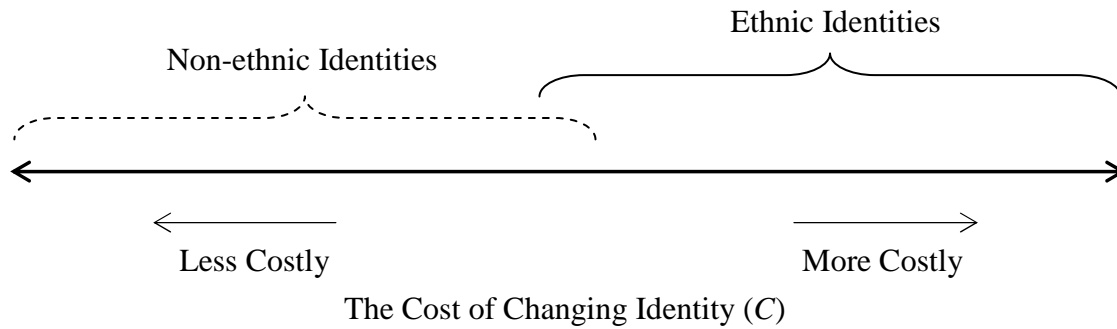 Ethnic Identities
Non-ethnic Identities
Less Costly
More Costly
The Cost of Changing Identity (C)